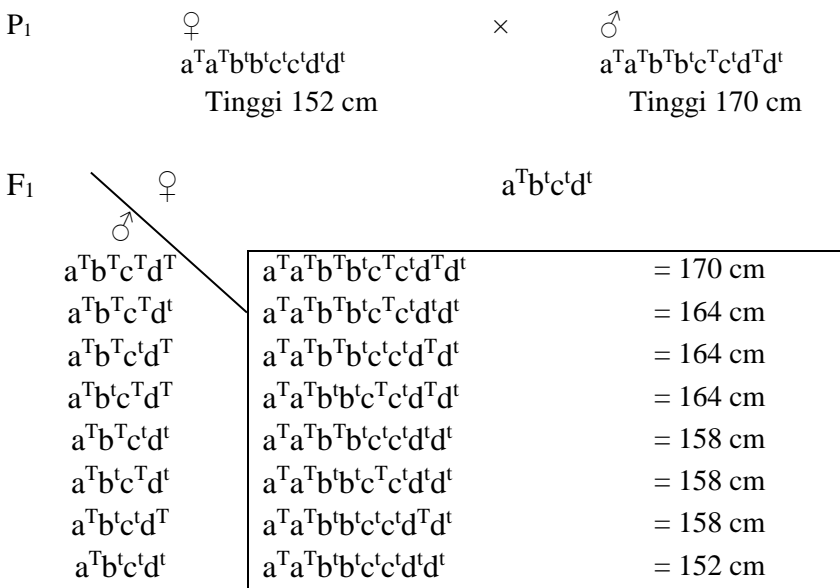 P₁ ♀ × ♂
aᵀaᵀbᵗbᵗcᵗcᵗdᵗdᵗ aᵀaᵀbᵀbᵗcᵀcᵗdᵀdᵗ
Tinggi 152 cm Tinggi 170 cm
F₁ ♀ aᵀbᵗcᵗdᵗ
♂
aᵀbᵀcᵀdᵀ aᵀaᵀbᵀbᵗcᵀcᵗdᵀdᵗ = 170 cm
aᵀbᵀcᵀdᵗ aᵀaᵀbᵀbᵗcᵀcᵗdᵗdᵗ = 164 cm
aᵀbᵀcᵗdᵀ aᵀaᵀbᵀbᵗcᵗcᵗdᵀdᵗ = 164 cm
aᵀbᵗcᵀdᵀ aᵀaᵀbᵗbᵗcᵀcᵗdᵀdᵗ = 164 cm
aᵀbᵀcᵗdᵗ aᵀaᵀbᵀbᵗcᵗcᵗdᵗdᵗ = 158 cm
aᵀbᵗcᵀdᵗ aᵀaᵀbᵗbᵗcᵀcᵗdᵗdᵗ = 158 cm
aᵀbᵗcᵗdᵀ aᵀaᵀbᵗbᵗcᵗcᵗdᵀdᵗ = 158 cm
aᵀbᵗcᵗdᵗ aᵀaᵀbᵗbᵗcᵗcᵗdᵗdᵗ = 152 cm